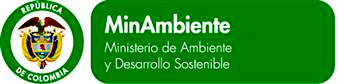 REPÚBLICA
DE COLOMBIA
MinAmbiente
Ministerio de Ambiente
y Desarrollo Sostenible